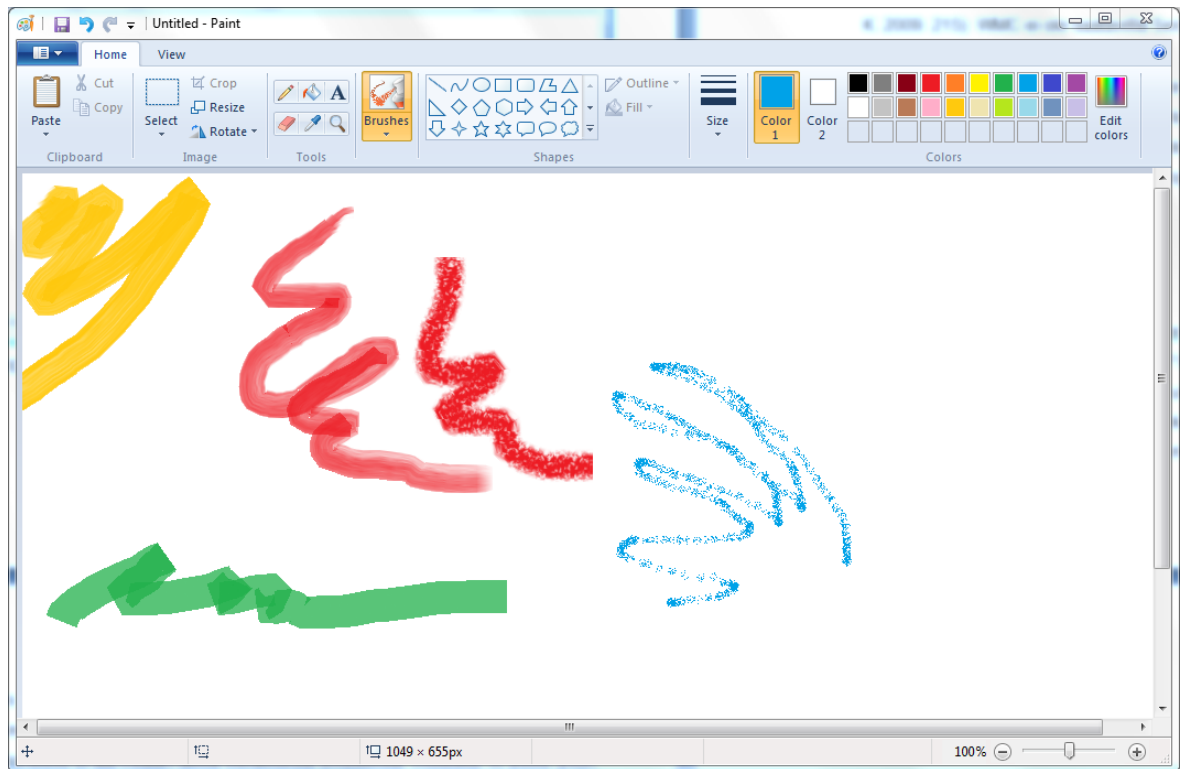 Untitled - Paint
Home View
Paste
Cut
Copy
Clipboard
Select
Crop
Resize
Rotate
Image
A
Tools
Brushes
Outline
Fill
Shapes
Size
Color 1
Color 2
Edit colors
Colors
1049 × 655px
100%